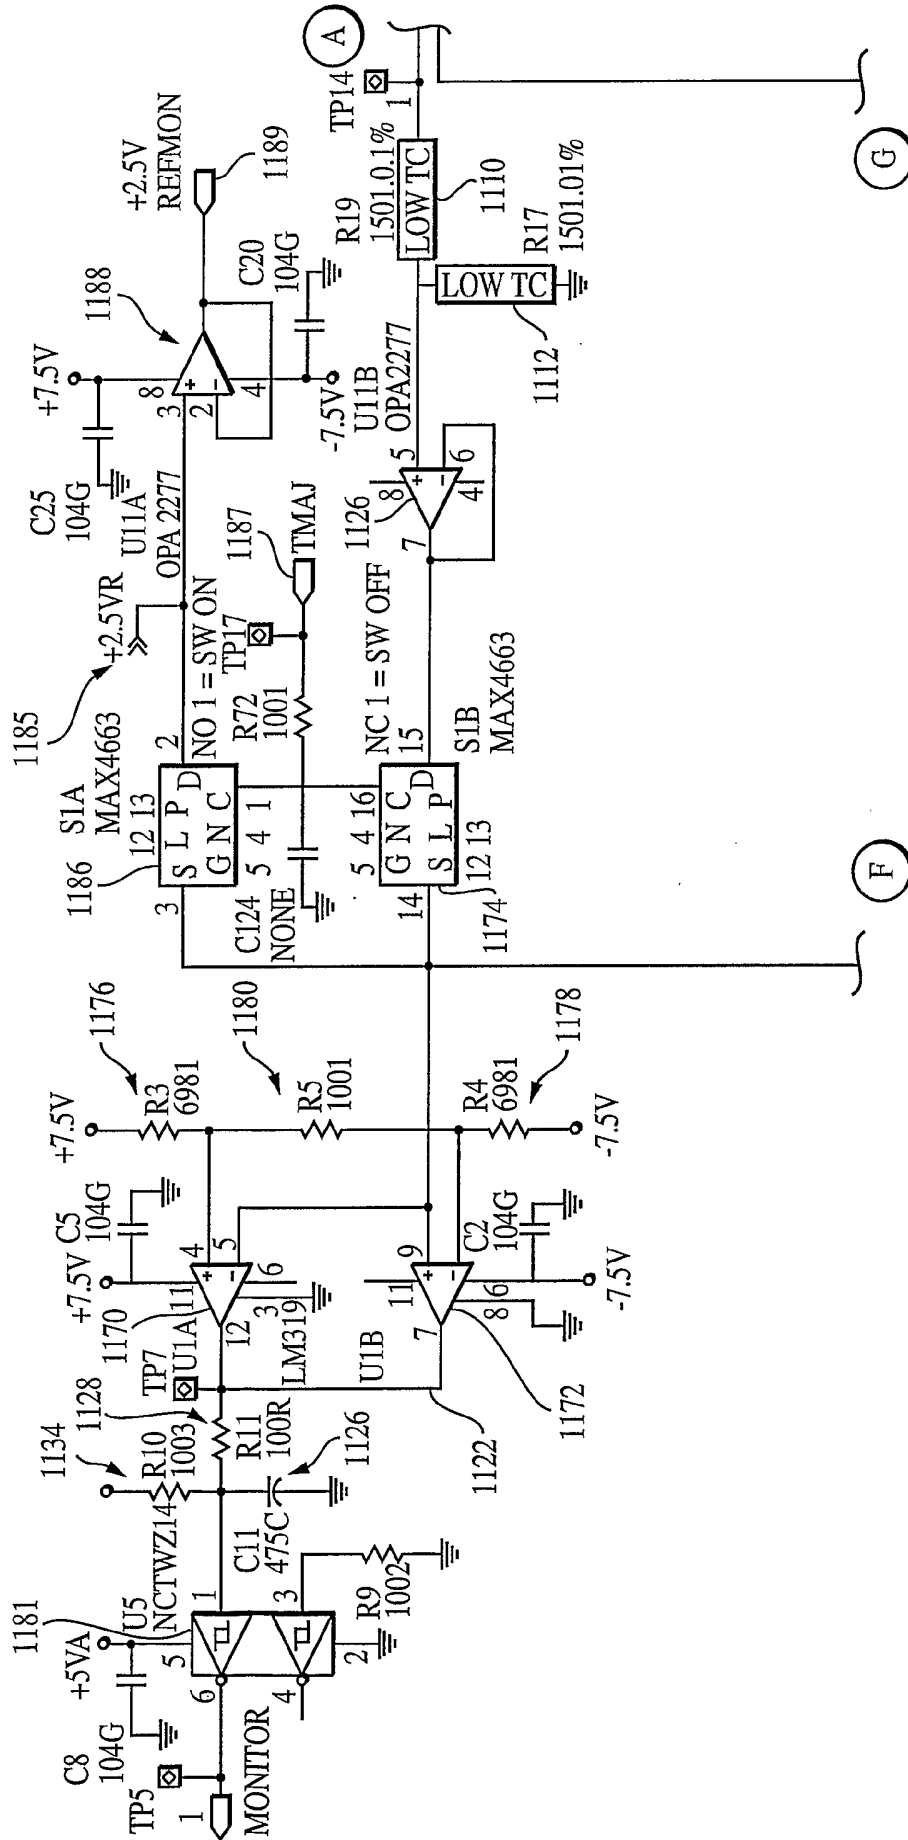 +7.5V
C25
104G
8
1188
+2.5V
REFMON
1189
3
2
4
C20
104G
-7.5V
1185
+2.5VR
U11A
OPA 2277
S1A
MAX4663
12 13
1186
3
S L P D
G N C
2
NO 1 = SW ON
5 4 1
TP17
1187
TMAJ
R72
1001
C124
NONE
NC 1 = SW OFF
5 4 16
G N C
S L P D
12 13
14
15
1174
S1B
MAX4663
1126
8
5
6
7
4
U11B
OPA2277
TP14
1
A
R19
1501.0.1%
LOW TC
1110
LOW TC
R17
1501.01%
1112
G
F
1176
+7.5V
R3
6981
1180
R5
1001
R4
6981
1178
-7.5V
C5
104G
+7.5V
4
5
11
6
3
12
1170
U1A
LM319
TP7
9
11
6
8
7
C2
104G
-7.5V
U1B
1172
1122
1134
1128
R10
1003
R11
100R
1126
C11
475C
1181
U5
NCTWZ14
+5VA
5
1
6
3
4
2
R9
1002
C8
104G
TP5
1
MONITOR